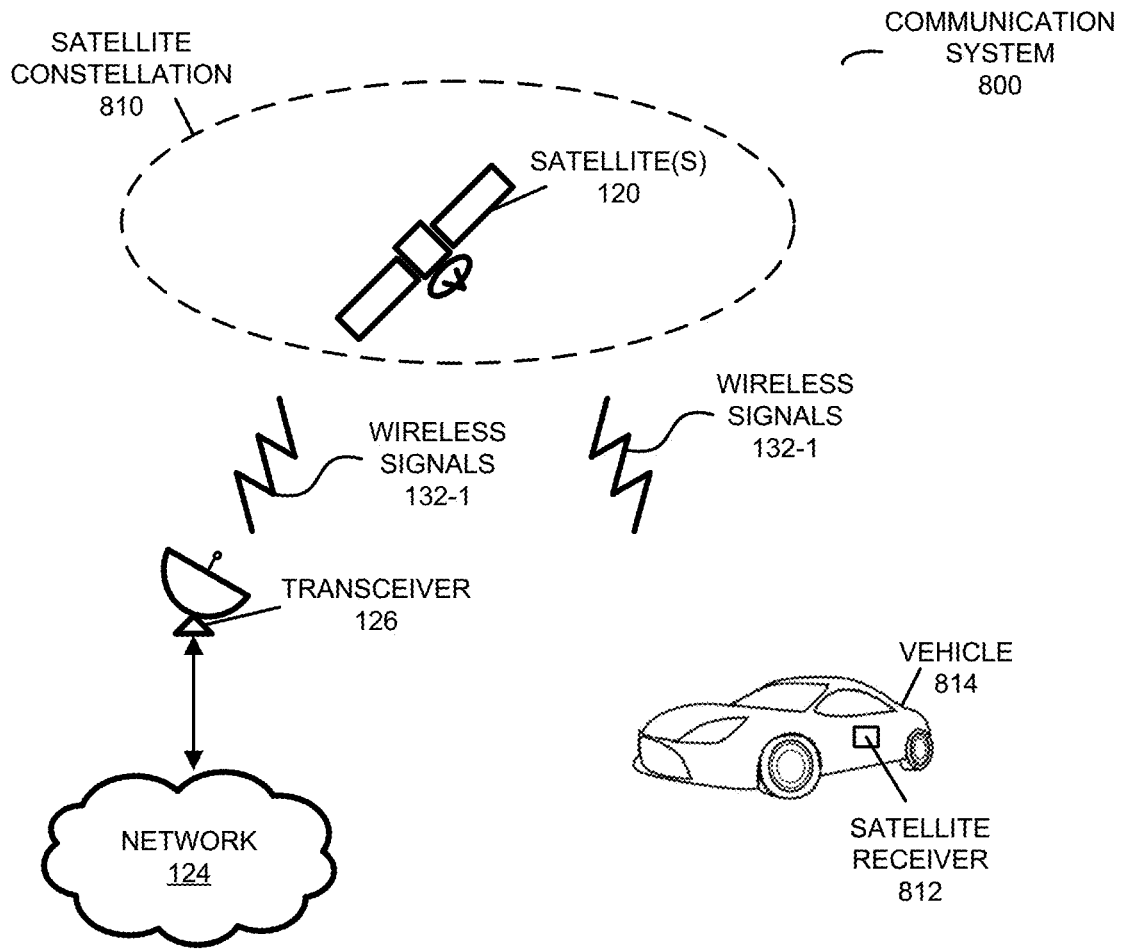 COMMUNICATION
SYSTEM
800
SATELLITE
CONSTELLATION
810
SATELLITE(S)
120
WIRELESS
SIGNALS
132-1
WIRELESS
SIGNALS
132-1
TRANSCEIVER
126
VEHICLE
814
NETWORK
124
SATELLITE
RECEIVER
812